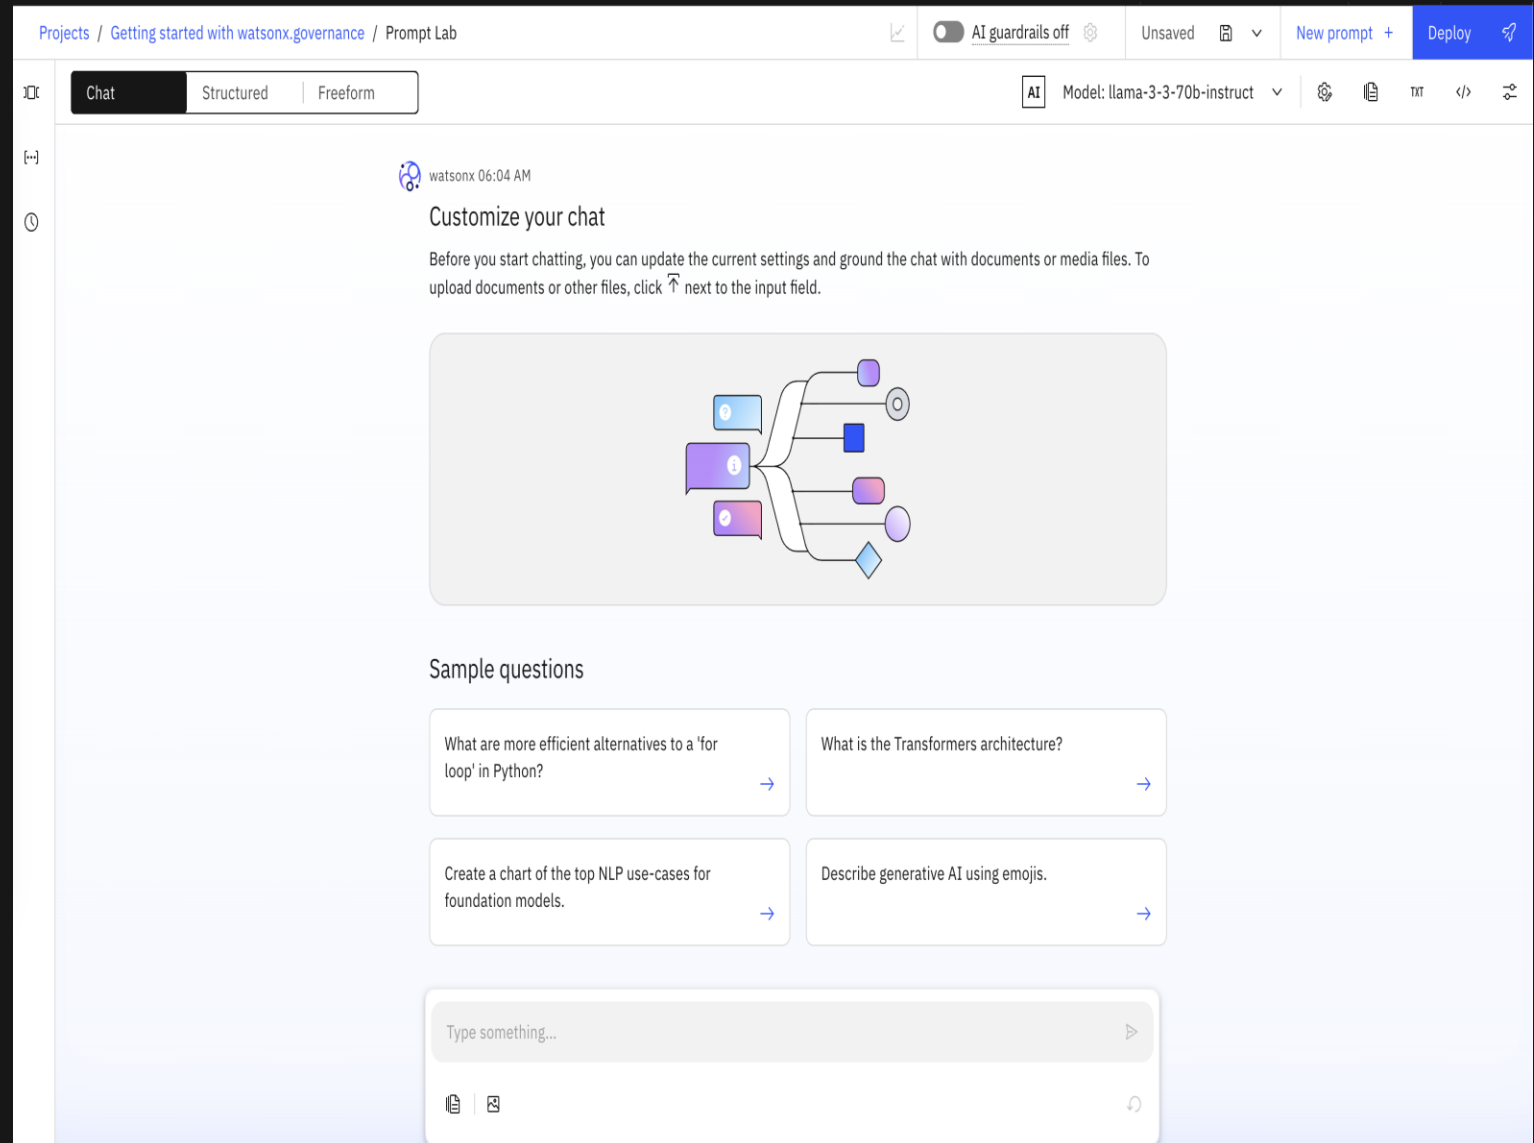 Projects / Getting started with watsonx.governance / Prompt Lab
AI guardrails off
Unsaved
New prompt +
Deploy
Chat
Structured
Freeform
AI
Model: llama-3-3-70b-instruct
TXT
</>
watsonx 06:04 AM
Customize your chat
Before you start chatting, you can update the current settings and ground the chat with documents or media files. To
upload documents or other files, click next to the input field.
?
i
Sample questions
What are more efficient alternatives to a 'for
loop' in Python?
What is the Transformers architecture?
Create a chart of the top NLP use-cases for
foundation models.
Describe generative AI using emojis.
Type something...